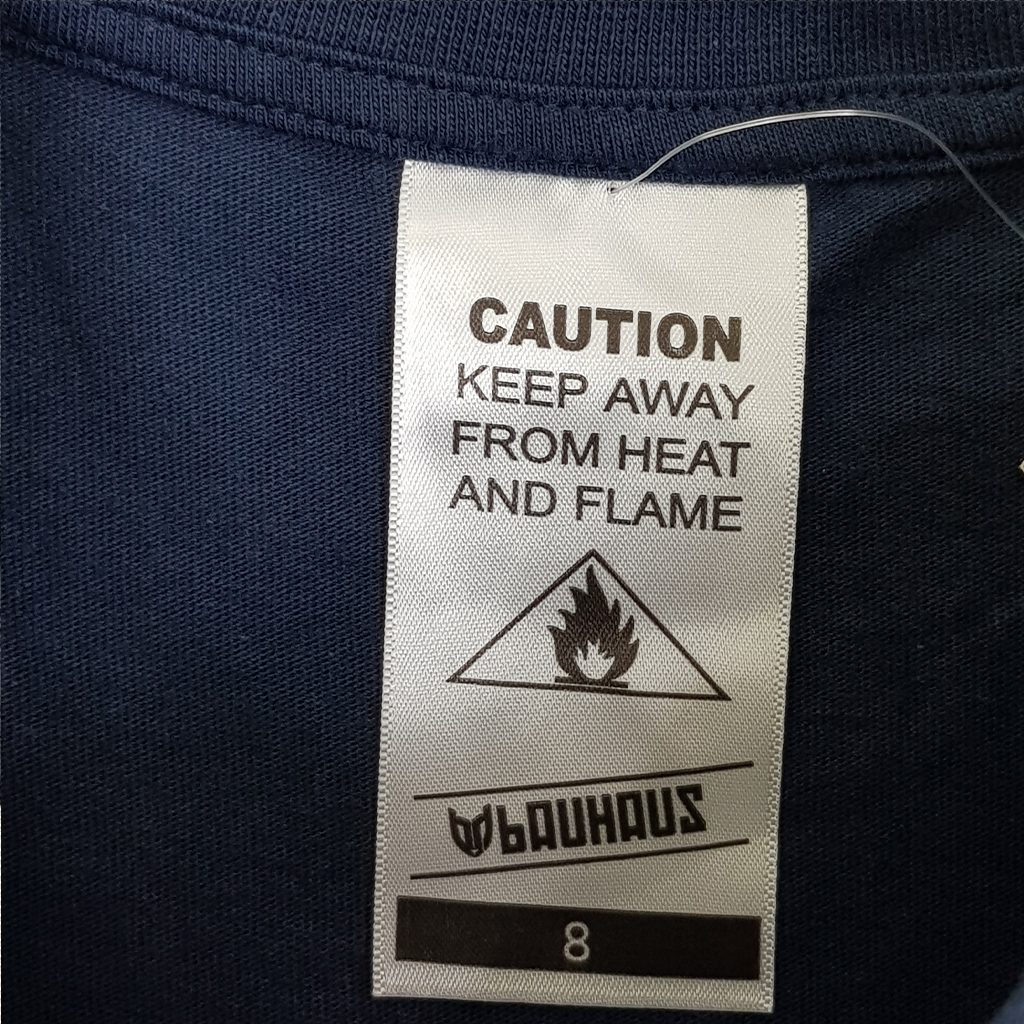 CAUTION
KEEP AWAY
FROM HEAT
AND FLAME
bAUHAUS
8